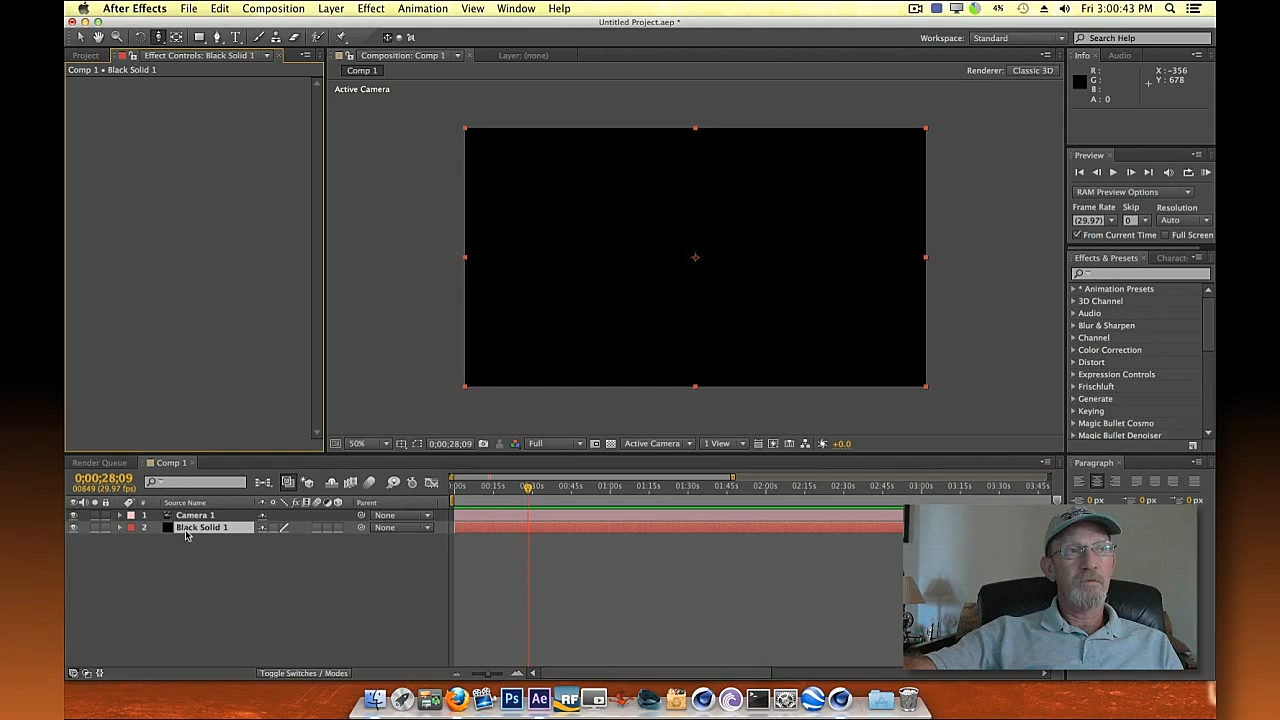 After Effects File Edit Composition Layer Effect Animation View Window Help 4% Fri 3:00:43 PM
Untitled Project.aep *
Workspace: Standard Search Help
Project Effect Controls: Black Solid 1 Composition: Comp 1 Layer: (none) Info Audio
Comp 1 • Black Solid 1
Comp 1 Renderer: Classic 3D
R: G: B: A: 0
X: -356
Y: 678
Active Camera
Preview
RAM Preview Options
Frame Rate Skip Resolution
(29.97) 0 Auto
From Current Time Full Screen
Effects & Presets Charact
* Animation Presets
3D Channel
Audio
Blur & Sharpen
Channel
Color Correction
Distort
Expression Controls
Frischluft
Generate
Keying
Magic Bullet Cosmo
Magic Bullet Denoiser
50% 0;00;28;09 Full Active Camera 1 View +0.0
Render Queue Comp 1 Paragraph
0;00;28;09
00849 (29.97 fps)
:00s 00:15s 00:30s 00:45s 01:00s 01:15s 01:30s 01:45s 02:00s 02:15s 02:30s 02:45s 03:00s 03:15s 03:30s 03:45s
# Source Name Parent
0 px 0 px 0 px
1 Camera 1 None
2 Black Solid 1 None
Toggle Switches / Modes
Ps Ae RF